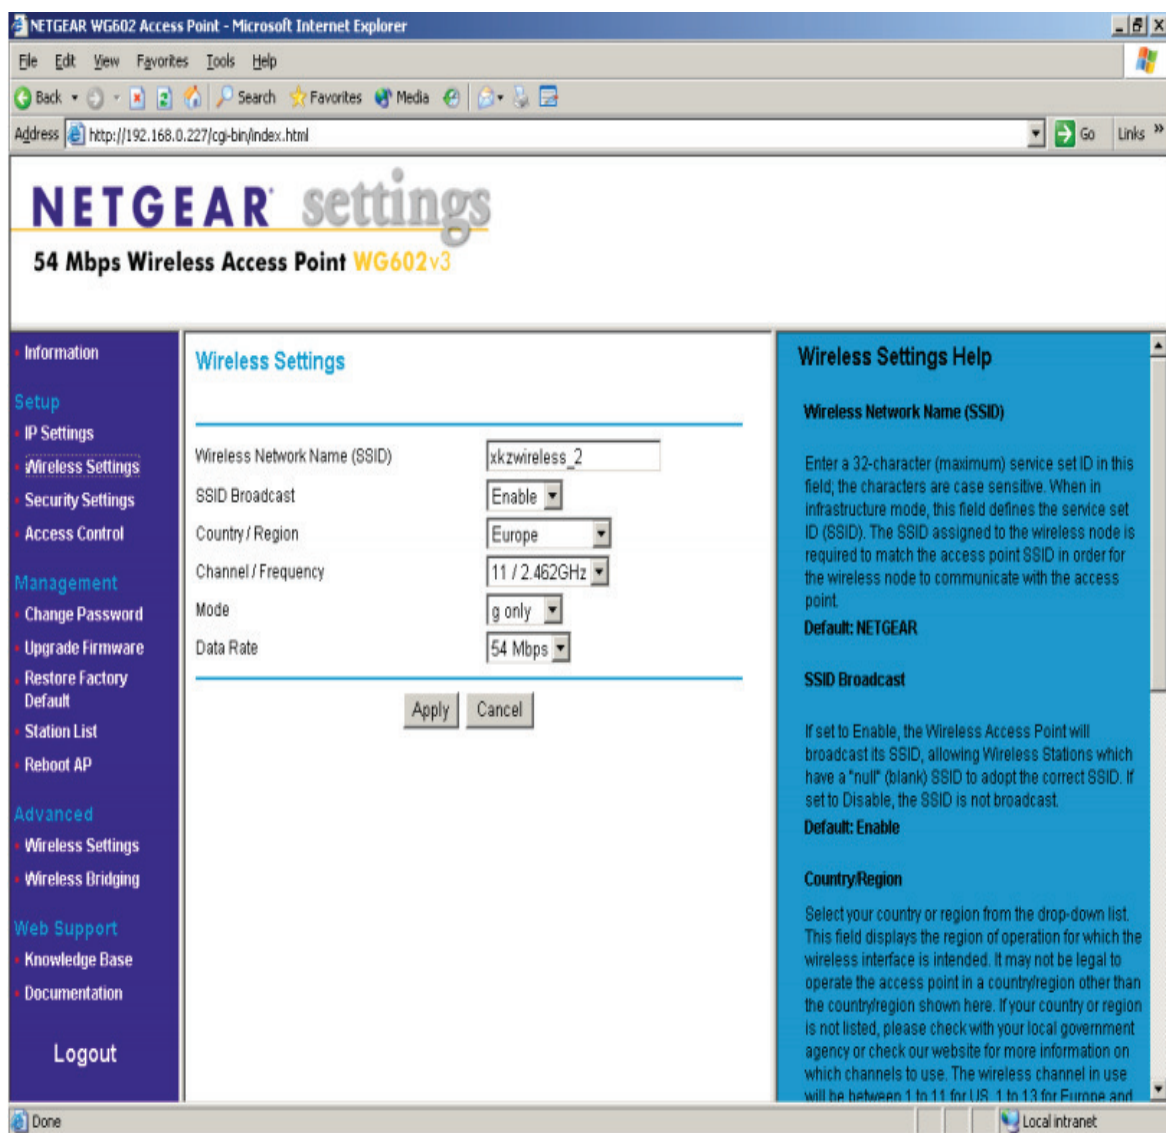 NETGEAR WG602 Access Point - Microsoft Internet Explorer
File Edit View Favorites Tools Help
Back Search Favorites Media
Address http://192.168.0.227/cgi-bin/index.html Go Links »
NETGEAR settings
54 Mbps Wireless Access Point WG602v3
Information
Setup
IP Settings
Wireless Settings
Security Settings
Access Control
Management
Change Password
Upgrade Firmware
Restore Factory
Default
Station List
Reboot AP
Advanced
Wireless Settings
Wireless Bridging
Web Support
Knowledge Base
Documentation
Logout
Wireless Settings
Wireless Network Name (SSID) xkzwireless_2
SSID Broadcast Enable
Country / Region Europe
Channel / Frequency 11 / 2.462GHz
Mode g only
Data Rate 54 Mbps
Apply Cancel
Wireless Settings Help
Wireless Network Name (SSID)
Enter a 32-character (maximum) service set ID in this
field; the characters are case sensitive. When in
infrastructure mode, this field defines the service set
ID (SSID). The SSID assigned to the wireless node is
required to match the access point SSID in order for
the wireless node to communicate with the access
point.
Default: NETGEAR
SSID Broadcast
If set to Enable, the Wireless Access Point will
broadcast its SSID, allowing Wireless Stations which
have a "null" (blank) SSID to adopt the correct SSID. If
set to Disable, the SSID is not broadcast.
Default: Enable
Country/Region
Select your country or region from the drop-down list.
This field displays the region of operation for which the
wireless interface is intended. It may not be legal to
operate the access point in a country/region other than
the country/region shown here. If your country or region
is not listed, please check with your local government
agency or check our website for more information on
which channels to use. The wireless channel in use
will be between 1 to 11 for US, 1 to 13 for Europe and
Done Local intranet